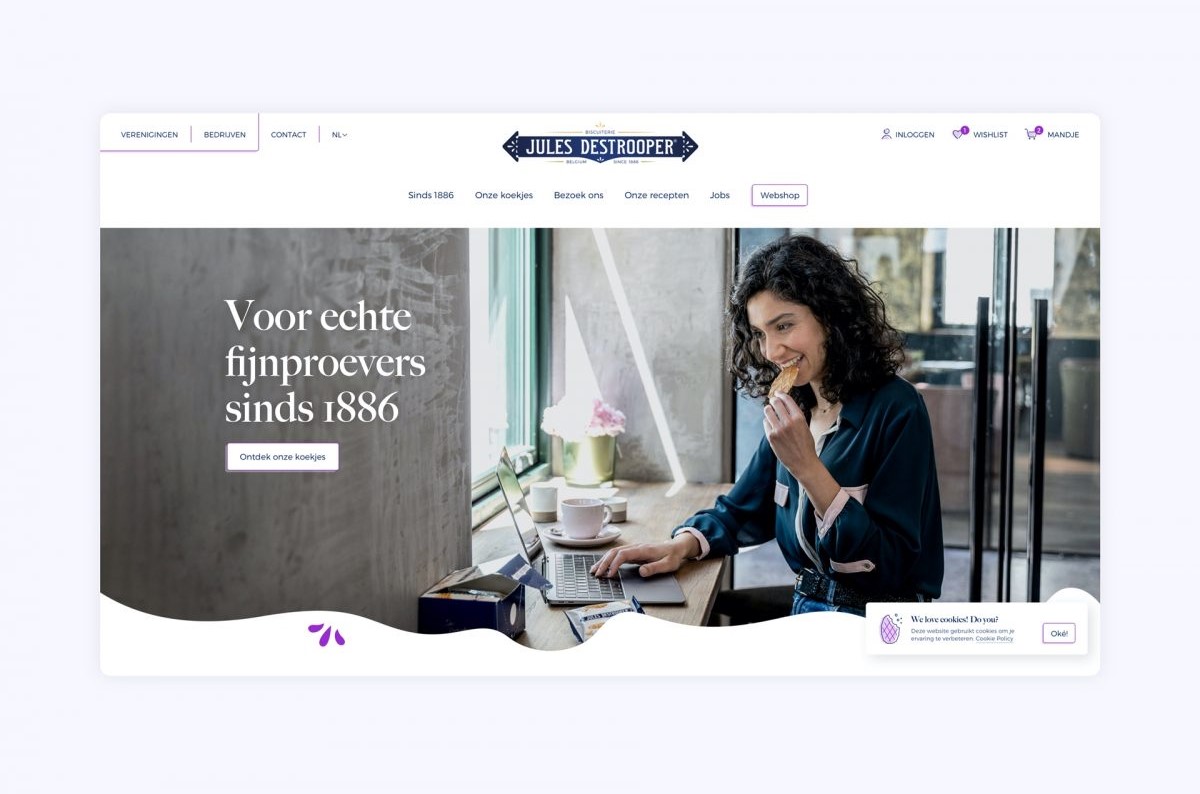 VERENIGINGEN
BEDRIJVEN
CONTACT
NL
BISCUITERIE
JULES DESTROOPER®
BELGIUM SINCE 1886
INLOGGEN
1
WISHLIST
2
MANDJE
Sinds 1886
Onze koekjes
Bezoek ons
Onze recepten
Jobs
Webshop
Voor echte
fijnproevers
sinds 1886
Ontdek onze koekjes
JULES DESTROOPER
We love cookies! Do you?
Deze website gebruikt cookies om je
ervaring te verbeteren. Cookie Policy
Oké!